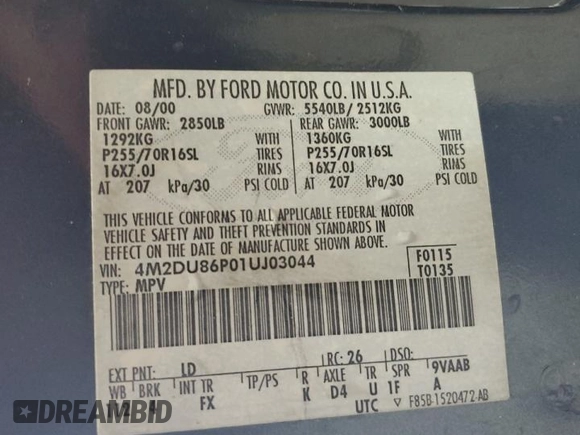 MFD. BY FORD MOTOR CO. IN U.S.A.
DATE 08/00 GVWR: 5540LB/ 2512KG
FRONT GAWR: 2850LB REAR GAWR: 3000LB
1292KG WITH 1360KG WITH
P255/70R16SL TIRES P255/70R16SL TIRES
16X7.0J RIMS 16X7.0J RIMS
AT 207 kPa/30 PSI COLD AT 207 kPa/30 PSI COLD
THIS VEHICLE CONFORMS TO ALL APPLICABLE FEDERAL MOTOR
VEHICLE SAFETY AND THEFT PREVENTION STANDARDS IN
EFFECT ON THE DATE OF MANUFACTURE SHOWN ABOVE.
VIN: 4M2DU86P01UJ03044 F0115
TYPE: MPV T0135
EXT PNT: LD RC: 26 DSO:
WB BRK INT TR TP/PS R AXLE TR SPR 9VAAB
4 FX K D4 U 1F A
UTC F85B-1520472-AB
DREAMBID